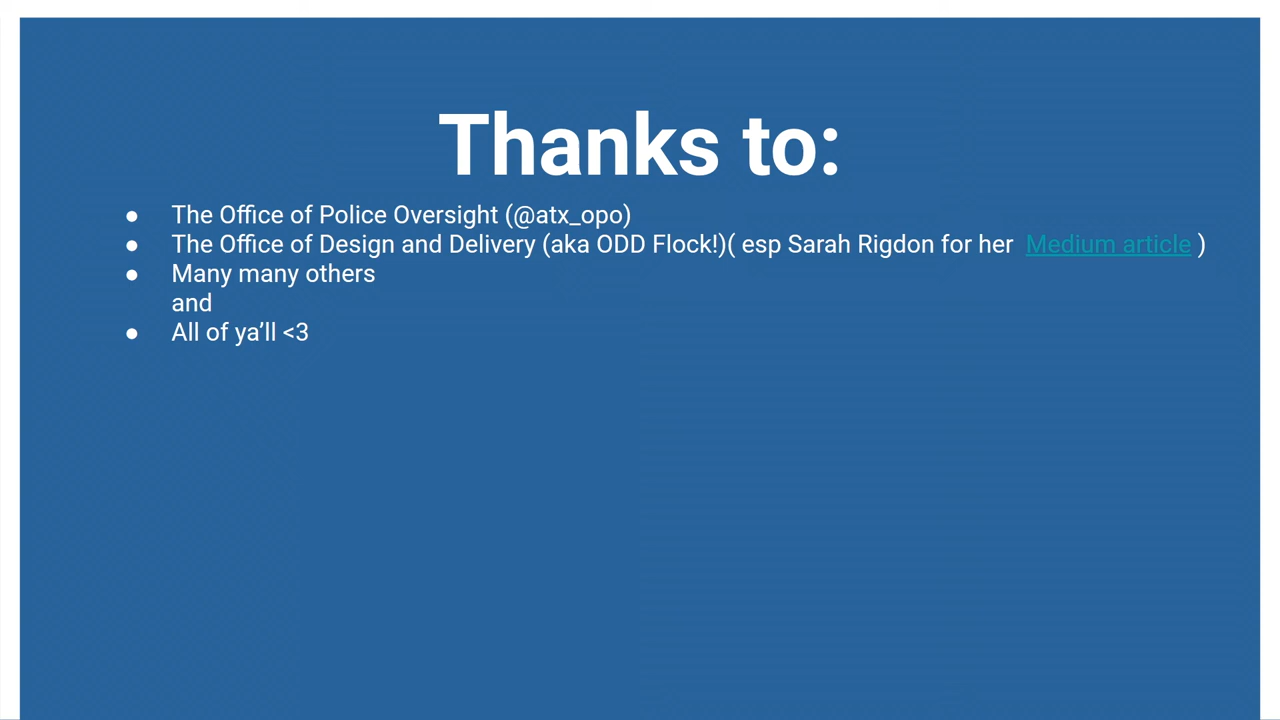 Thanks to:
● The Office of Police Oversight (@atx_opo)
● The Office of Design and Delivery (aka ODD Flock!)( esp Sarah Rigdon for her Medium article )
● Many many others
and
● All of ya’ll <3